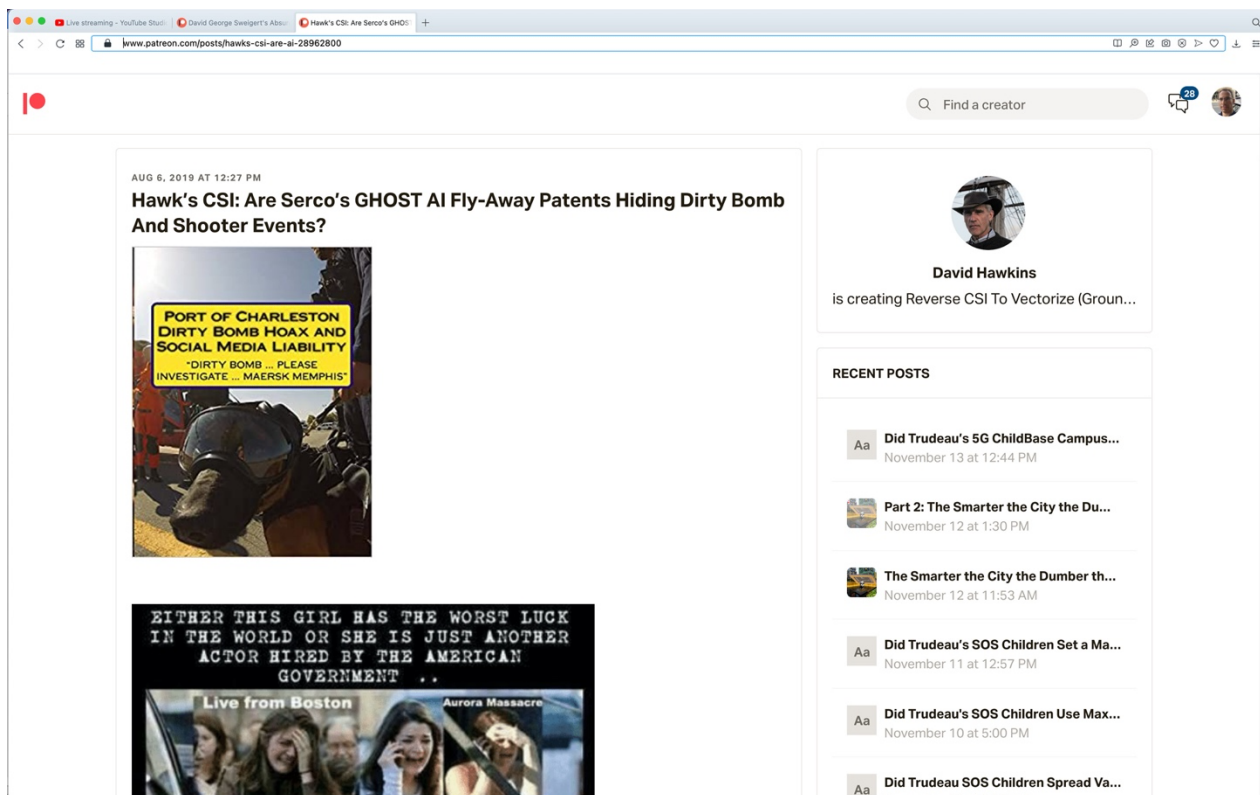 Live streaming - YouTube Studi
David George Sweigert's Absu
Hawk's CSI: Are Serco's GHOST
www.patreon.com/posts/hawks-csi-are-ai-28962800
Find a creator
28
AUG 6, 2019 AT 12:27 PM
Hawk's CSI: Are Serco's GHOST AI Fly-Away Patents Hiding Dirty Bomb
And Shooter Events?
PORT OF CHARLESTON
DIRTY BOMB HOAX AND
SOCIAL MEDIA LIABILITY
"DIRTY BOMB ... PLEASE
INVESTIGATE ... MAERSK MEMPHIS"
EITHER THIS GIRL HAS THE WORST LUCK
IN THE WORLD OR SHE IS JUST ANOTHER
ACTOR HIRED BY THE AMERICAN
GOVERNMENT ..
Live from Boston
Aurora Massacre
David Hawkins
is creating Reverse CSI To Vectorize (Groun...
RECENT POSTS
Aa
Did Trudeau's 5G ChildBase Campus...
November 13 at 12:44 PM
Part 2: The Smarter the City the Du...
November 12 at 1:30 PM
The Smarter the City the Dumber th...
November 12 at 11:53 AM
Aa
Did Trudeau's SOS Children Set a Ma...
November 11 at 12:57 PM
Aa
Did Trudeau's SOS Children Use Max...
November 10 at 5:00 PM
Aa
Did Trudeau SOS Children Spread Va...